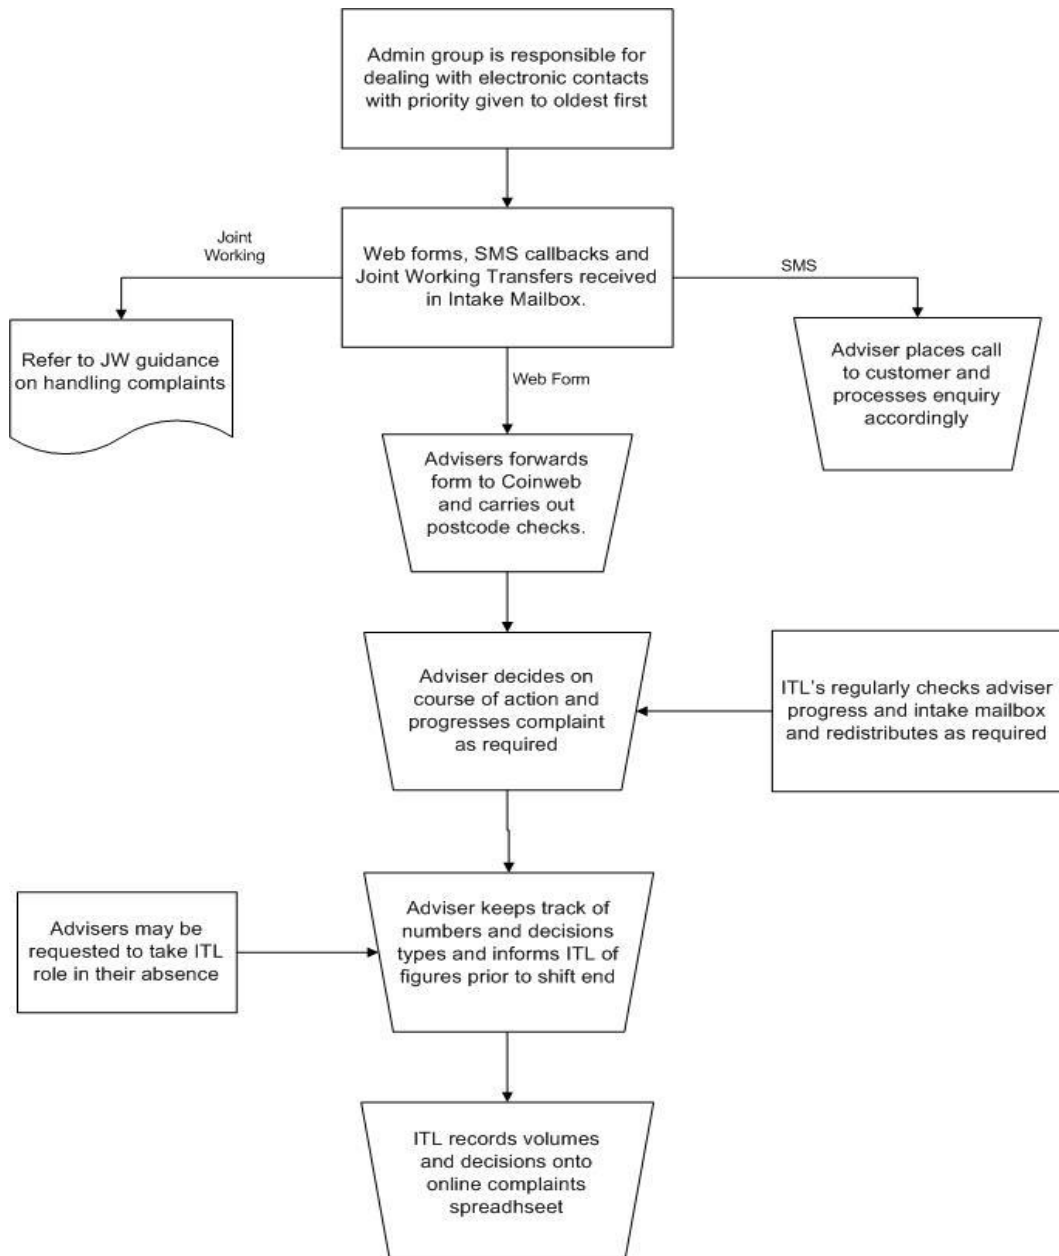 Admin group is responsible for
dealing with electronic contacts
with priority given to oldest first
Joint
Working
Web forms, SMS callbacks and
Joint Working Transfers received
in Intake Mailbox.
SMS
Refer to JW guidance
on handling complaints
Web Form
Adviser places call
to customer and
processes enquiry
accordingly
Advisers forwards
form to Coinweb
and carries out
postcode checks.
Adviser decides on
course of action and
progresses complaint
as required
ITL's regularly checks adviser
progress and intake mailbox
and redistributes as required
Advisers may be
requested to take ITL
role in their absence
Adviser keeps track of
numbers and decisions
types and informs ITL of
figures prior to shift end
ITL records volumes
and decisions onto
online complaints
spreadhseet